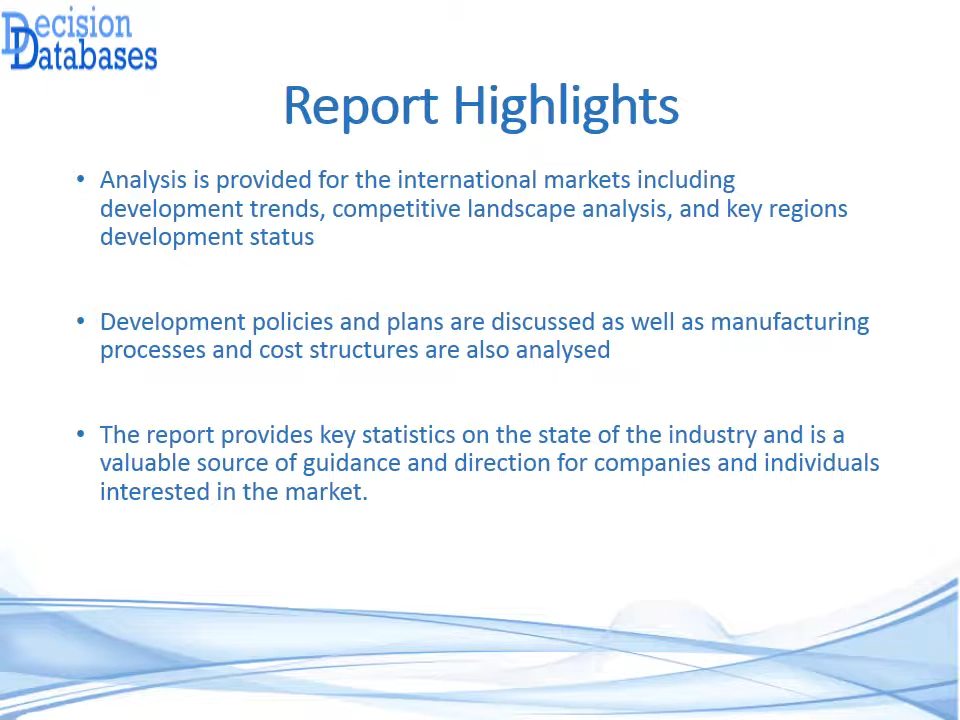 Decision
Databases
Report Highlights
• Analysis is provided for the international markets including
development trends, competitive landscape analysis, and key regions
development status
• Development policies and plans are discussed as well as manufacturing
processes and cost structures are also analysed
• The report provides key statistics on the state of the industry and is a
valuable source of guidance and direction for companies and individuals
interested in the market.